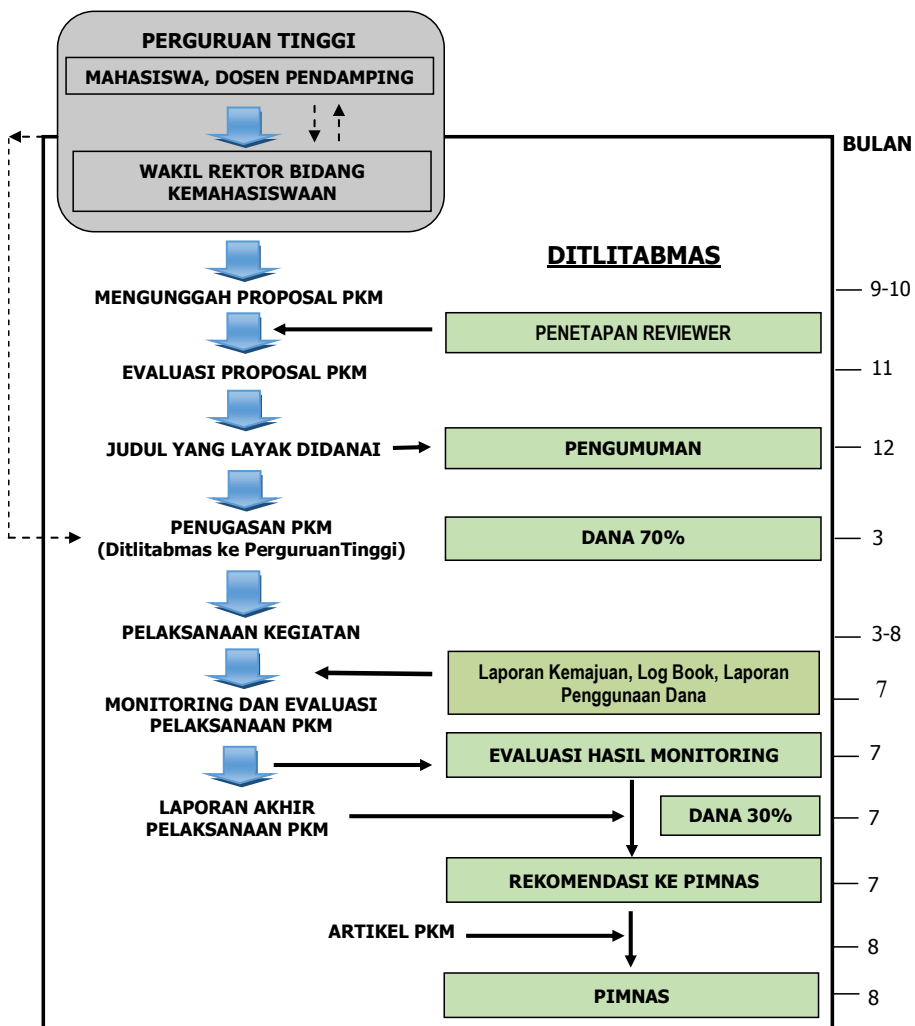 PERGURUAN TINGGI
MAHASISWA, DOSEN PENDAMPING
BULAN
WAKIL REKTOR BIDANG
KEMAHASISWAAN
DITLITABMAS
MENGUNGGAH PROPOSAL PKM
9-10
PENETAPAN REVIEWER
EVALUASI PROPOSAL PKM
11
JUDUL YANG LAYAK DIDANAI
PENGUMUMAN
12
PENUGASAN PKM
(Ditlitabmas ke PerguruanTinggi)
DANA 70%
3
PELAKSANAAN KEGIATAN
3-8
Laporan Kemajuan, Log Book, Laporan
Penggunaan Dana
7
MONITORING DAN EVALUASI
PELAKSANAAN PKM
EVALUASI HASIL MONITORING
7
LAPORAN AKHIR
PELAKSANAAN PKM
DANA 30%
7
REKOMENDASI KE PIMNAS
7
ARTIKEL PKM
8
PIMNAS
8